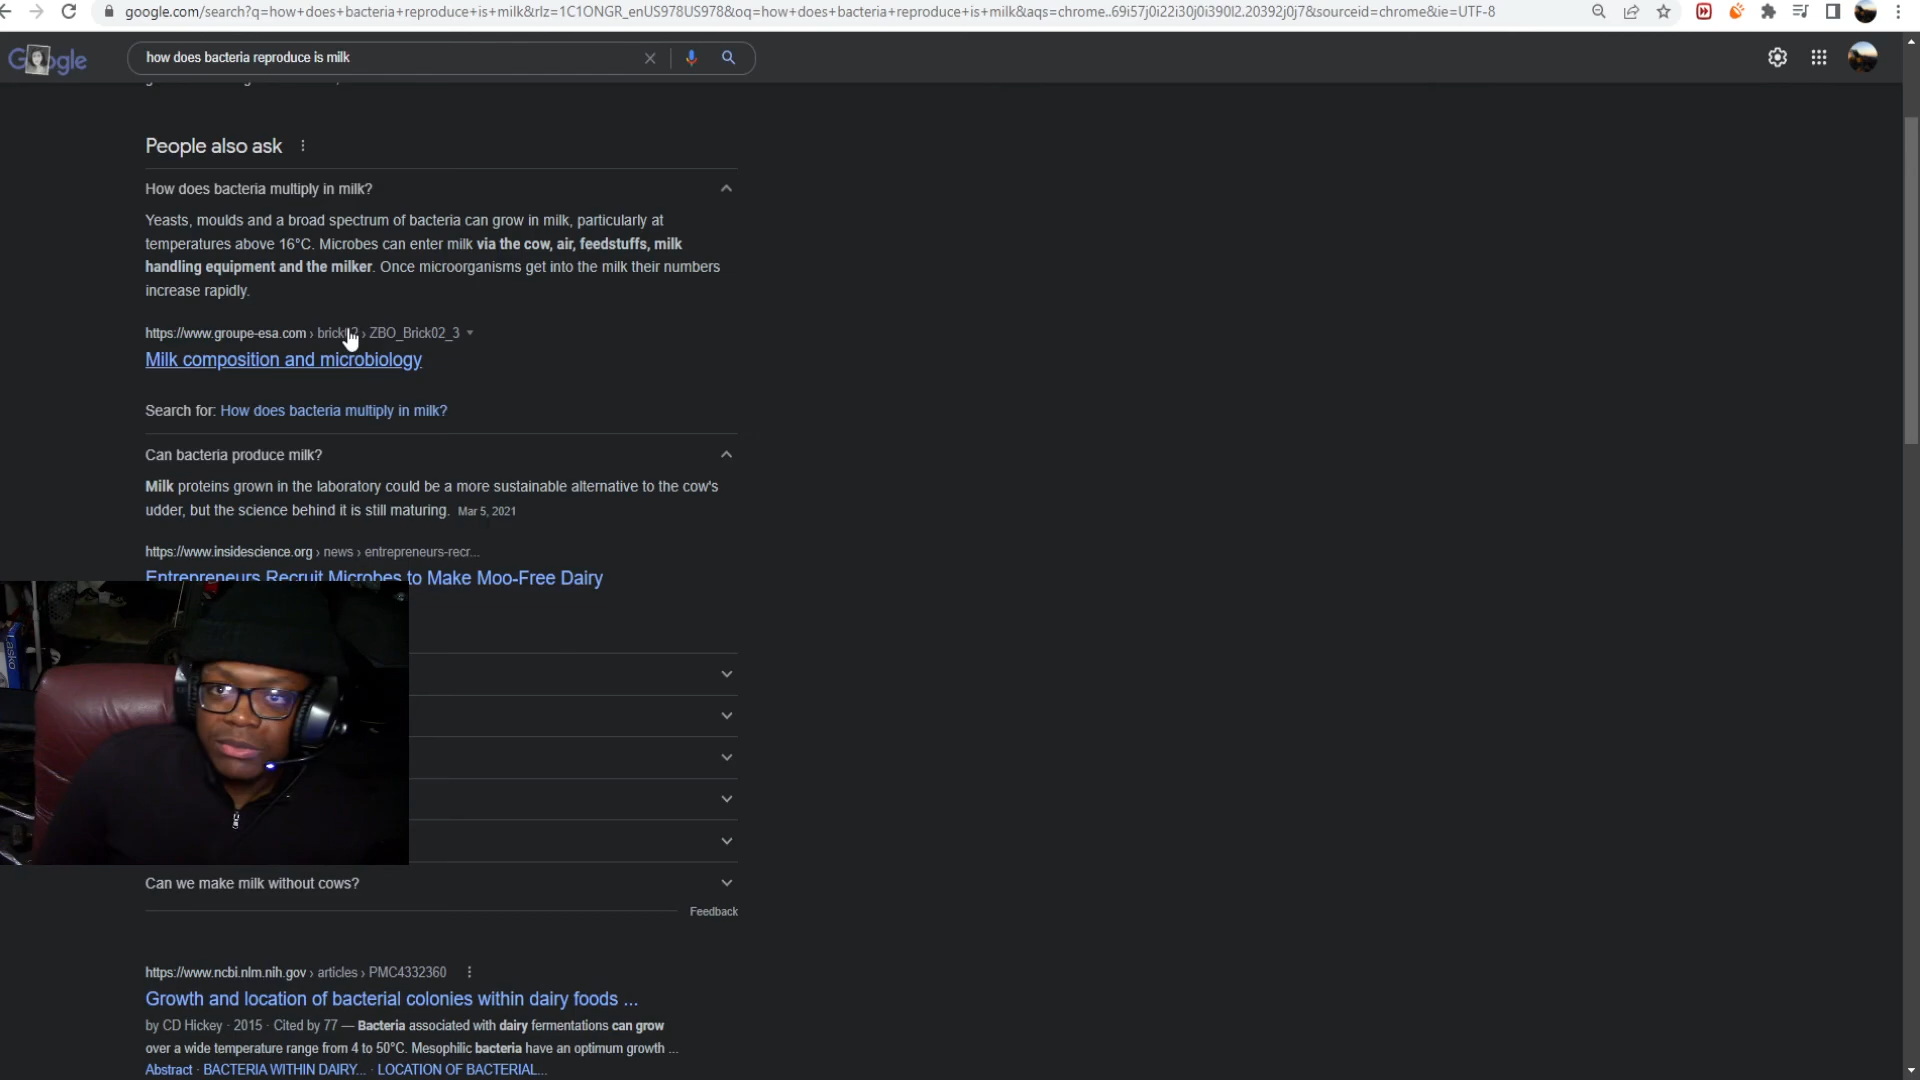 google.com/search?q=how+does+bacteria+reproduce+is+milk&rlz=1C1ONGR_enUS978US978&oq=how+does+bacteria+reproduce+is+milk&aqs=chrome..69i57j0i22i30j0i390l2.20392j0j7&sourceid=chrome&ie=UTF-8
Google
how does bacteria reproduce is milk
People also ask
How does bacteria multiply in milk?
Yeasts, moulds and a broad spectrum of bacteria can grow in milk, particularly at
temperatures above 16°C. Microbes can enter milk via the cow, air, feedstuffs, milk
handling equipment and the milker. Once microorganisms get into the milk their numbers
increase rapidly.
https://www.groupe-esa.com › brick02 › ZBO_Brick02_3
Milk composition and microbiology
Search for: How does bacteria multiply in milk?
Can bacteria produce milk?
Milk proteins grown in the laboratory could be a more sustainable alternative to the cow's
udder, but the science behind it is still maturing. Mar 5, 2021
https://www.insidescience.org › news › entrepreneurs-recr...
Entrepreneurs Recruit Microbes to Make Moo-Free Dairy
Can we make milk without cows?
Feedback
https://www.ncbi.nlm.nih.gov › articles › PMC4332360
Growth and location of bacterial colonies within dairy foods ...
by CD Hickey · 2015 · Cited by 77 — Bacteria associated with dairy fermentations can grow
over a wide temperature range from 4 to 50°C. Mesophilic bacteria have an optimum growth ...
Abstract · BACTERIA WITHIN DAIRY... · LOCATION OF BACTERIAL...